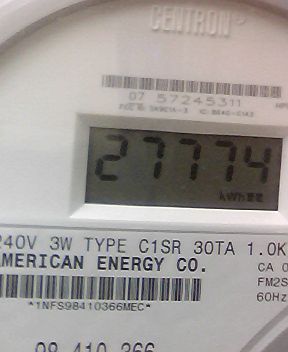 CENTRON
07 57245311
27774
kWh
240V 3W TYPE C1SR 30TA 1.0K
AMERICAN ENERGY CO.
CA 0
FM2S
60Hz
*1NFS98410366MEC*
98 410 366